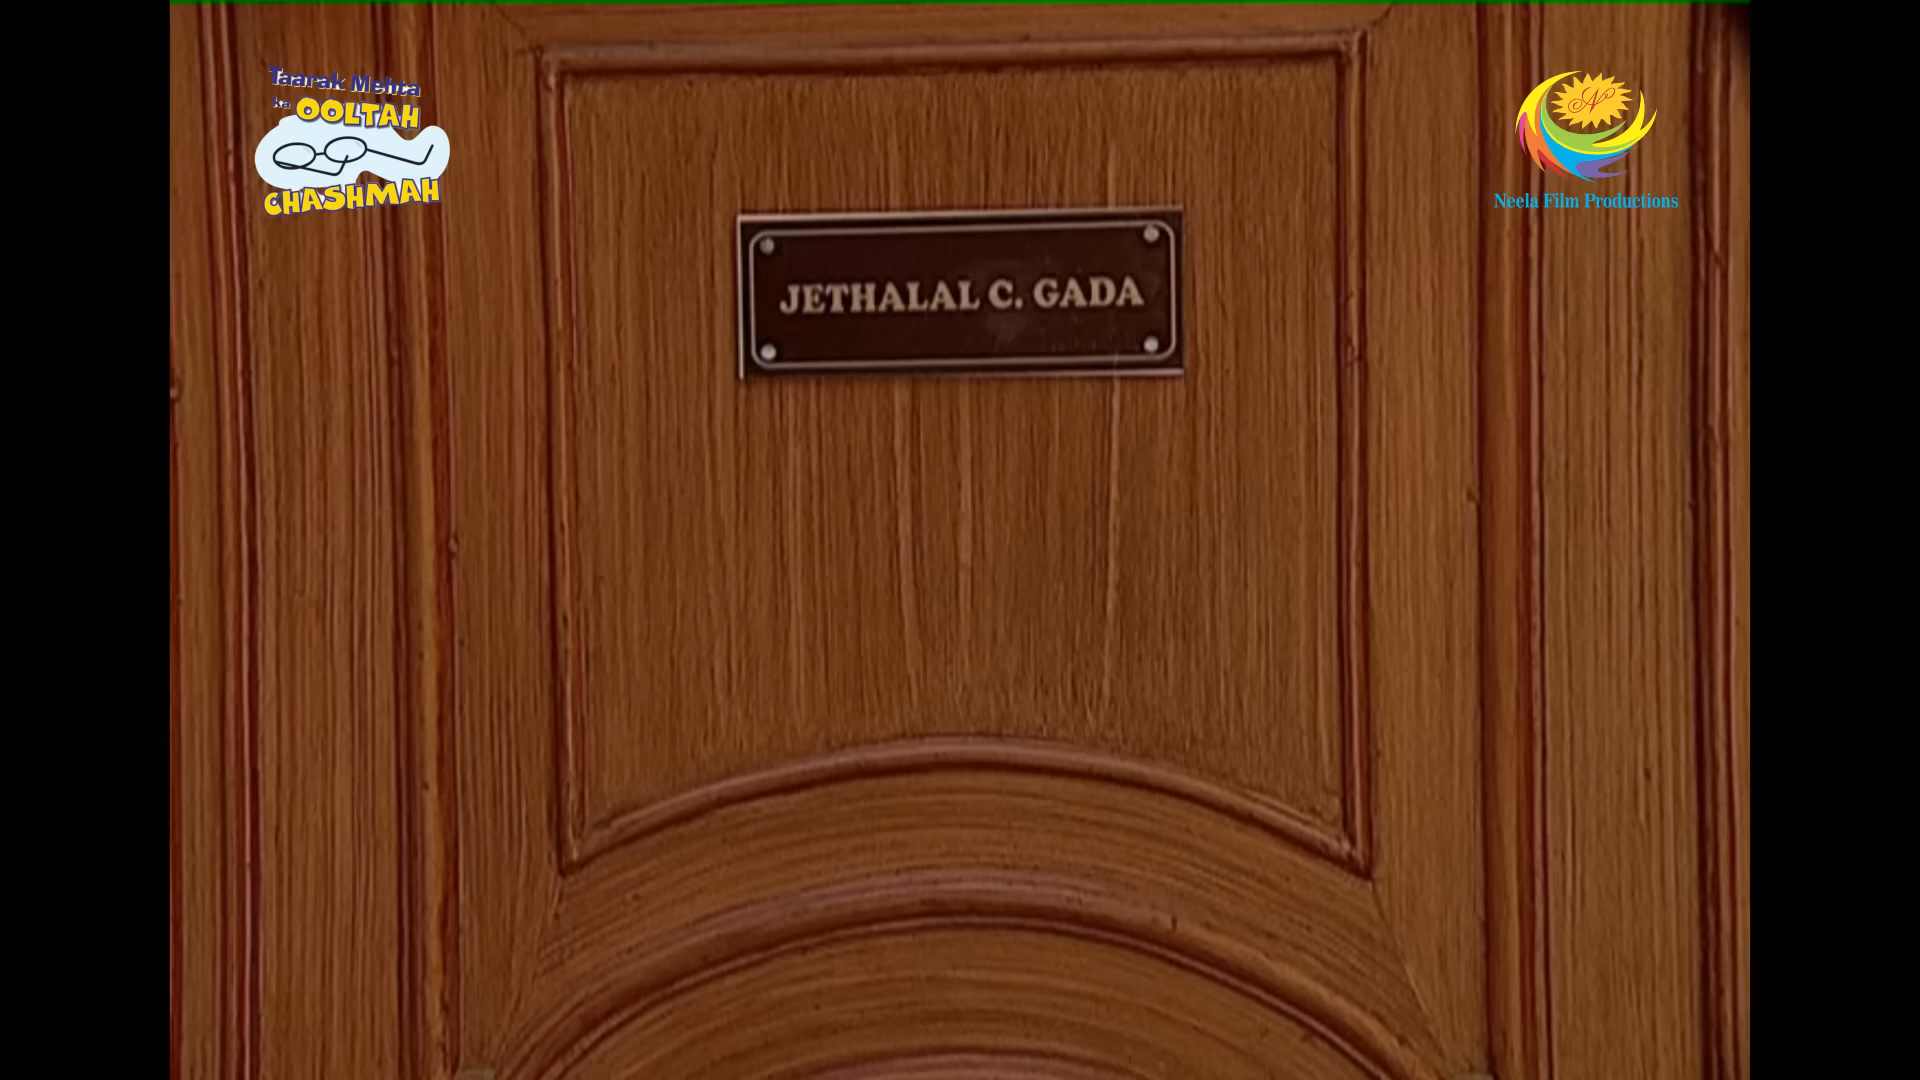 Taarak Mehta
ka OOLTAH
CHASHMAH
Neela Film Productions
JETHALAL C. GADA